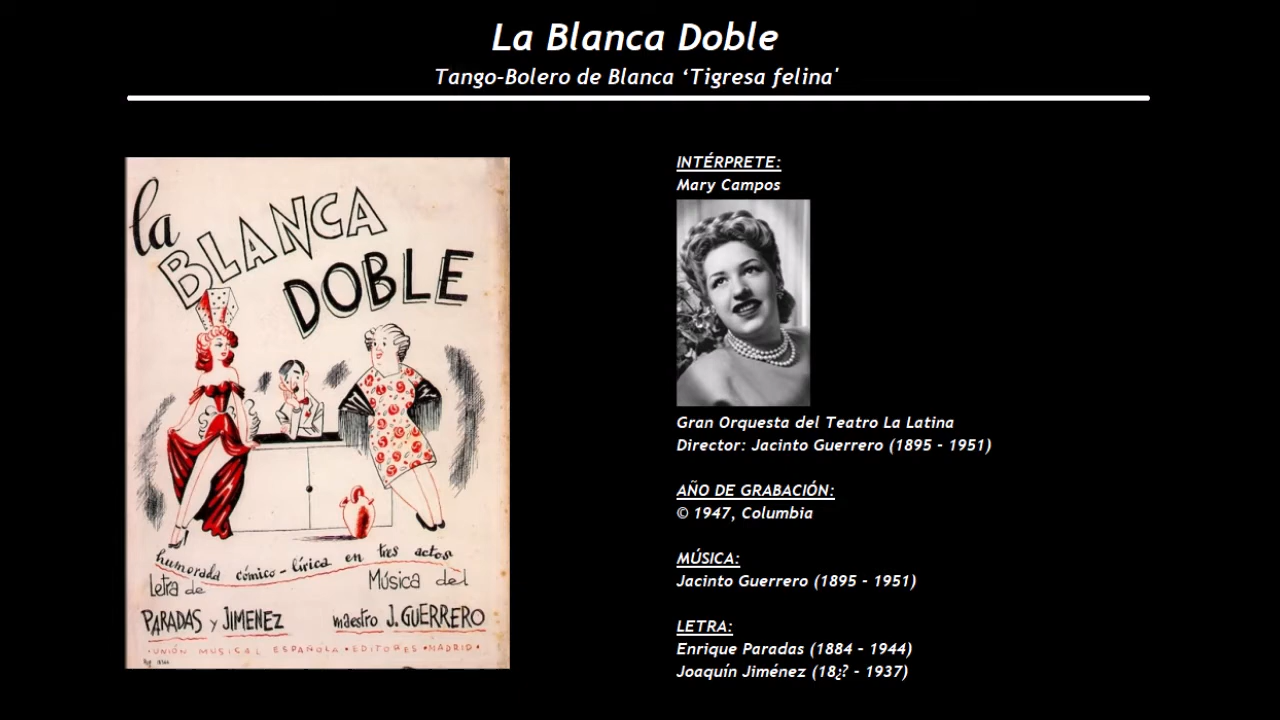 La Blanca Doble
Tango-Bolero de Blanca ‘Tigresa felina'
la
BLANCA
DOBLE
humorada cómico-lírica en tres actos
Letra de
PARADAS y JIMENEZ
Música del
maestro J. GUERRERO
·UNIÓN MUSICAL ESPAÑOLA·EDITORES·MADRID·
INTÉRPRETE:
Mary Campos
Gran Orquesta del Teatro La Latina
Director: Jacinto Guerrero (1895 - 1951)
AÑO DE GRABACIÓN:
© 1947, Columbia
MÚSICA:
Jacinto Guerrero (1895 - 1951)
LETRA:
Enrique Paradas (1884 - 1944)
Joaquín Jiménez (18¿? - 1937)